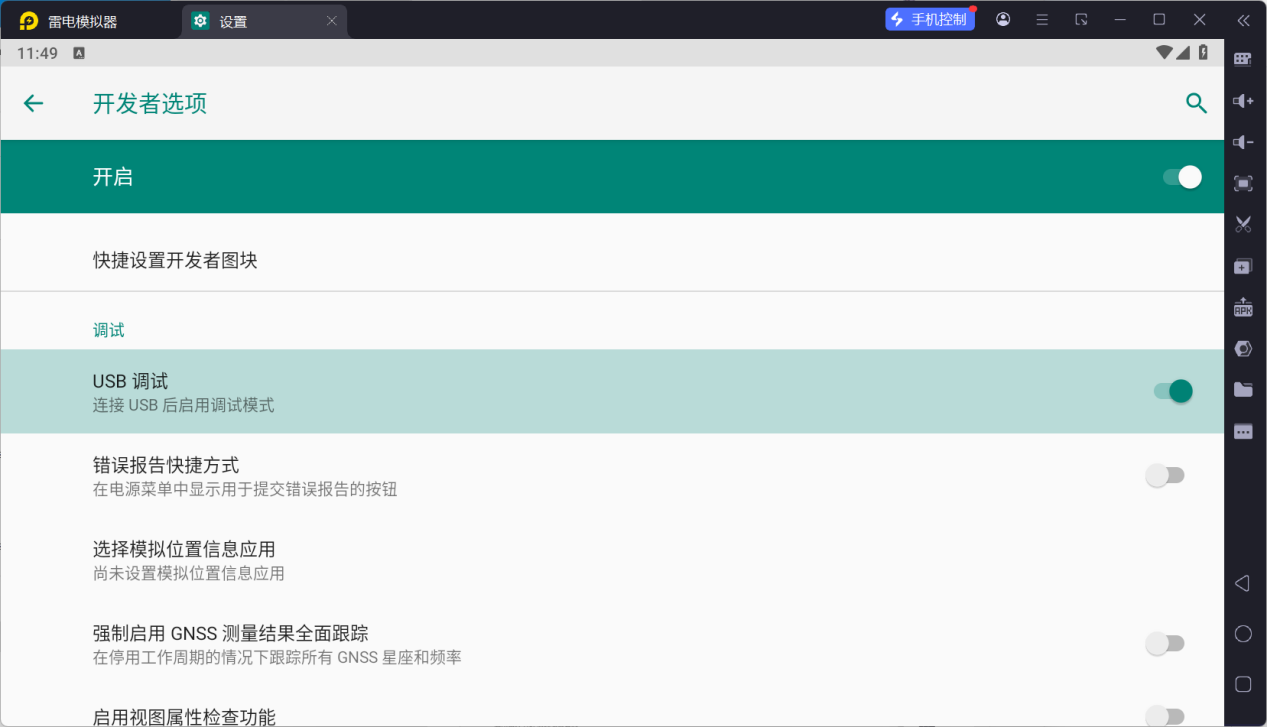 雷电模拟器
设置
手机控制
11:49
开发者选项
开启
快捷设置开发者图块
调试
USB 调试
连接 USB 后启用调试模式
错误报告快捷方式
在电源菜单中显示用于提交错误报告的按钮
选择模拟位置信息应用
尚未设置模拟位置信息应用
强制启用 GNSS 测量结果全面跟踪
在停用工作周期的情况下跟踪所有 GNSS 星座和频率
启用视图属性检查功能
APK